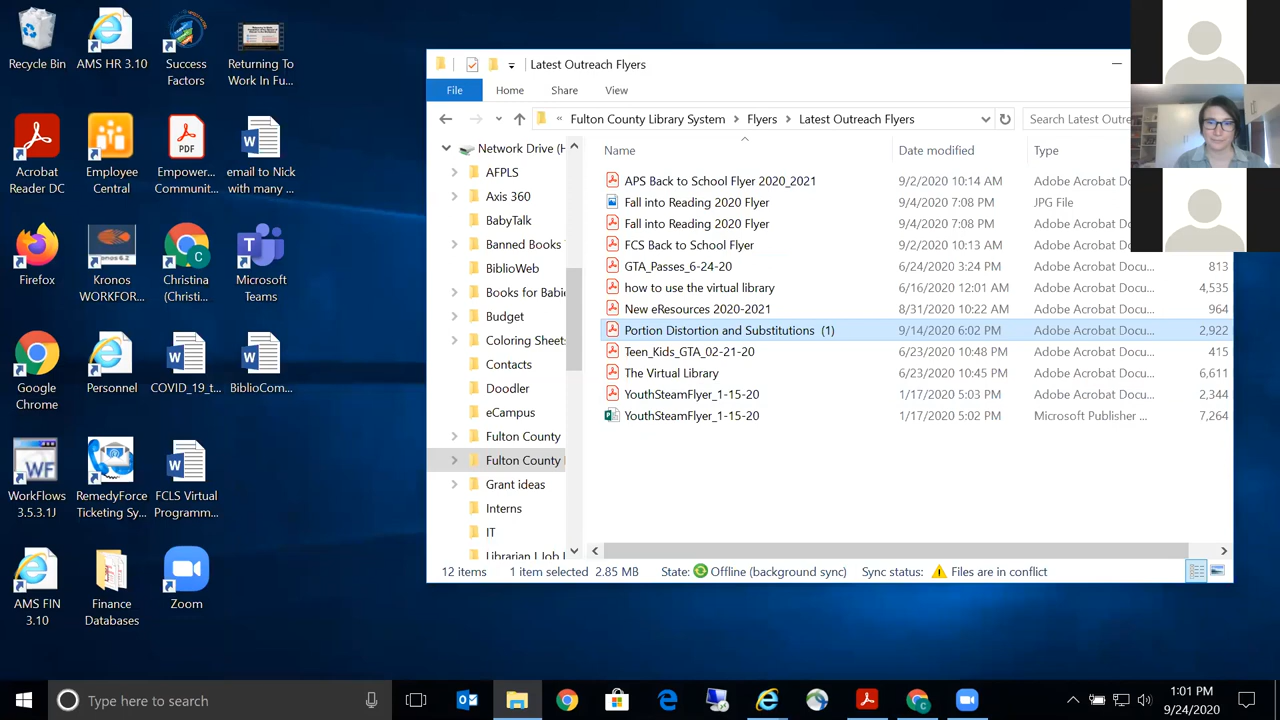 Recycle Bin
AMS HR 3.10
Success
Factors
Returning To
Work In Fu...
Acrobat
Reader DC
Employee
Central
PDF
Empower...
Communit...
email to Nick
with many ...
Firefox
Kronos
WORKFOR...
Christina
(Christi...
Microsoft
Teams
Google
Chrome
Personnel
COVID_19_t...
BiblioCom...
WF
WorkFlows
3.5.3.1J
RemedyForce
Ticketing Sy...
FCLS Virtual
Programm...
AMS FIN
3.10
Finance
Databases
Zoom
Latest Outreach Flyers
File Home Share View
« Fulton County Library System > Flyers > Latest Outreach Flyers
Search Latest Outre...
Network Drive (H
AFPLS
Axis 360
BabyTalk
Banned Books
BiblioWeb
Books for Babie
Budget
Coloring Sheets
Contacts
Doodler
eCampus
Fulton County
Fulton County
Grant ideas
Interns
IT
Name Date modified Type
APS Back to School Flyer 2020_2021 9/2/2020 10:14 AM Adobe Acrobat Docu...
Fall into Reading 2020 Flyer 9/4/2020 7:08 PM JPG File
Fall into Reading 2020 Flyer 9/4/2020 7:08 PM Adobe Acrobat Docu...
FCS Back to School Flyer 9/2/2020 10:13 AM Adobe Acrobat Docu...
GTA_Passes_6-24-20 6/24/2020 3:24 PM Adobe Acrobat Docu... 813
how to use the virtual library 6/16/2020 12:01 AM Adobe Acrobat Docu... 4,535
New eResources 2020-2021 8/31/2020 10:22 AM Adobe Acrobat Docu... 964
Portion Distortion and Substitutions (1) 9/14/2020 6:02 PM Adobe Acrobat Docu... 2,922
Teen_Kids_GTA_02-21-20 6/23/2020 10:48 PM Adobe Acrobat Docu... 415
The Virtual Library 6/23/2020 10:45 PM Adobe Acrobat Docu... 6,611
YouthSteamFlyer_1-15-20 1/17/2020 5:03 PM Adobe Acrobat Docu... 2,344
YouthSteamFlyer_1-15-20 1/17/2020 5:02 PM Microsoft Publisher ... 7,264
12 items item selected 2.85 MB State: Offline (background sync) Sync status: Files are in conflict
Type here to search
1:01 PM
9/24/2020